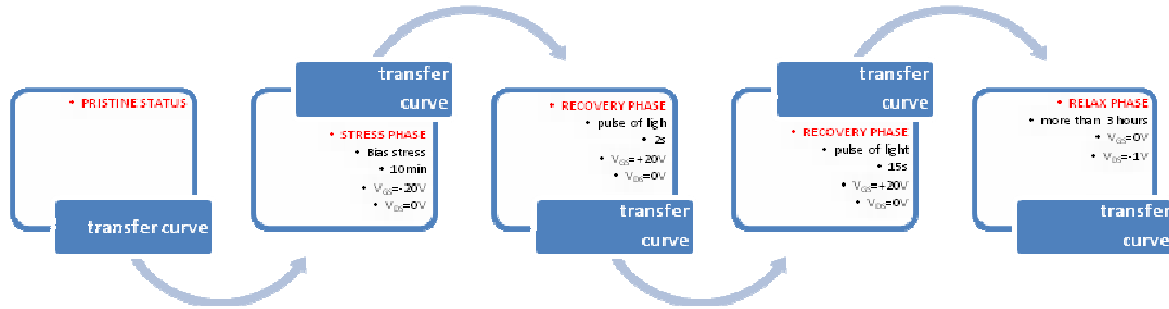 • PRISTINE STATUS
transfer curve
transfer
curve
• STRESS PHASE
• Bias stress
• 10 min
• VGS=-20V
• VDS=0V
• RECOVERY PHASE
• pulse of ligh
• 2s
• VGS=+20V
• VDS=0V
transfer
curve
transfer
curve
• RECOVERY PHASE
• pulse of light
• 15s
• VGS=+20V
• VDS=0V
• RELAX PHASE
• more than 3 hours
• VGS=0V
• VDS=-1V
transfer
curve